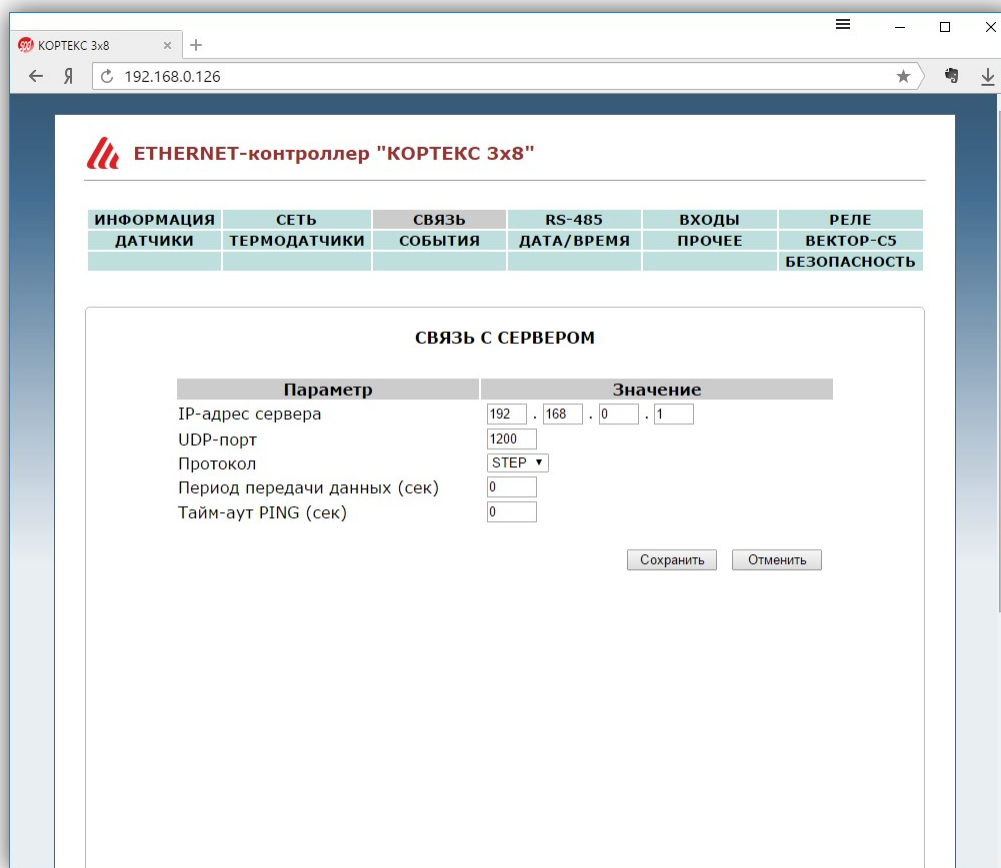 КОРТЕКС 3x8
192.168.0.126
ETHERNET-контроллер "КОРТЕКС 3x8"
ИНФОРМАЦИЯ СЕТЬ СВЯЗЬ RS-485 ВХОДЫ РЕЛЕ
ДАТЧИКИ ТЕРМОДАТЧИКИ СОБЫТИЯ ДАТА/ВРЕМЯ ПРОЧЕЕ ВЕКТОР-С5
БЕЗОПАСНОСТЬ
СВЯЗЬ С СЕРВЕРОМ
Параметр Значение
IP-адрес сервера 192 . 168 . 0 . 1
UDP-порт 1200
Протокол STEP
Период передачи данных (сек) 0
Тайм-аут PING (сек) 0
Сохранить Отменить